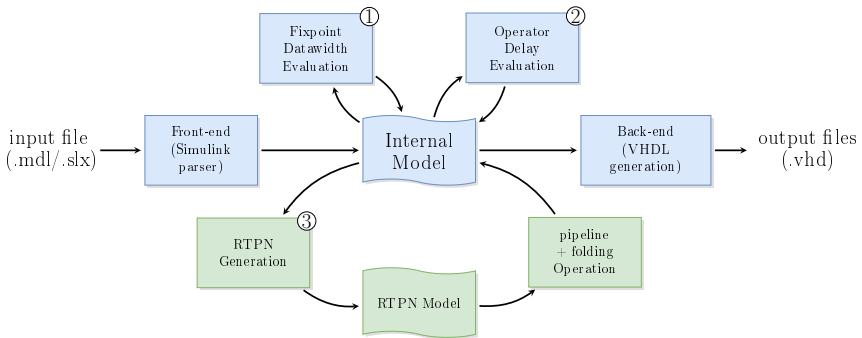 ①
Fixpoint
Datawidth
Evaluation
②
Operator
Delay
Evaluation
input file
(.mdl/.slx)
Front-end
(Simulink
parser)
Internal
Model
Back-end
(VHDL
generation)
output files
(.vhd)
③
RTPN
Generation
RTPN Model
pipeline
+ folding
Operation